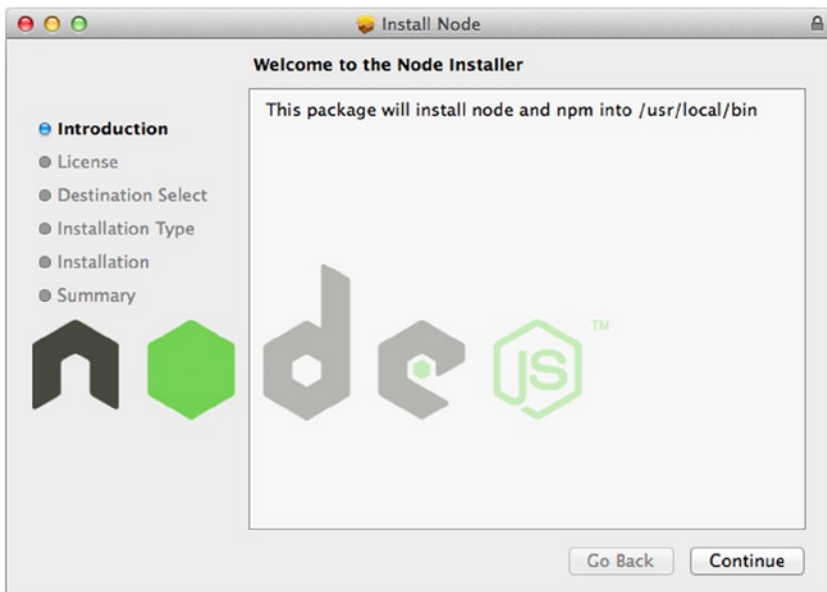 Install Node
Welcome to the Node Installer
Introduction
License
Destination Select
Installation Type
Installation
Summary
This package will install node and npm into /usr/local/bin
node
JS
TM
Go Back
Continue